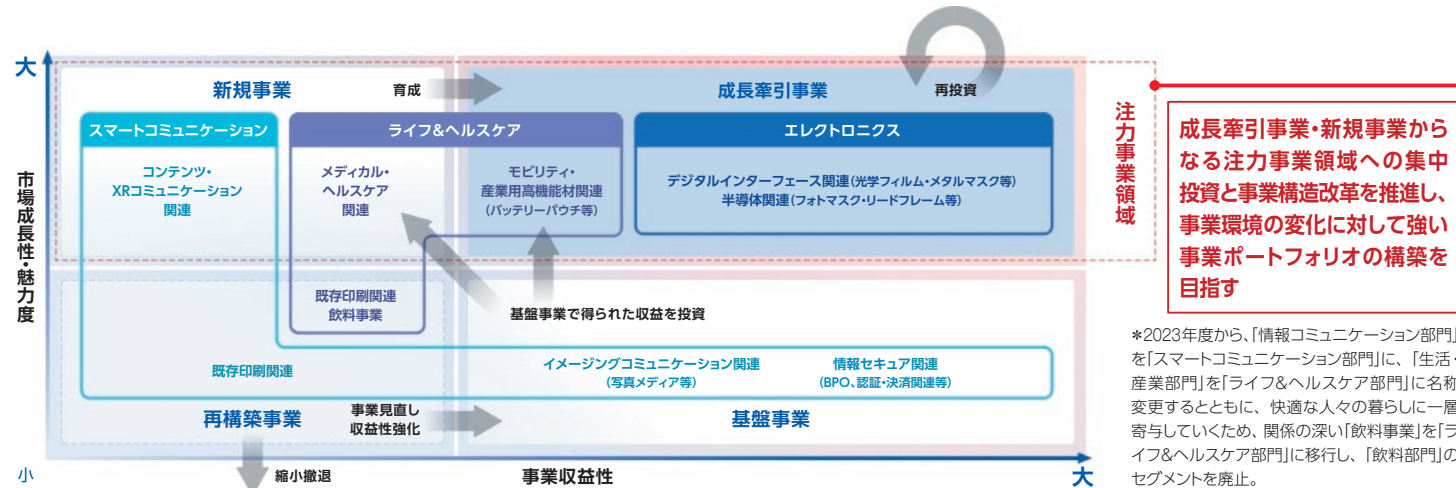 大
市場成長性・魅力度
小
新規事業
育成
成長牽引事業
再投資
スマートコミュニケーション
ライフ&ヘルスケア
エレクトロニクス
コンテンツ・
XRコミュニケーション
関連
メディカル・
ヘルスケア
関連
モビリティ・
産業用高機能材関連
(バッテリーパウチ等)
デジタルインターフェース関連(光学フィルム・メタルマスク等)
半導体関連(フォトマスク・リードフレーム等)
既存印刷関連
飲料事業
基盤事業で得られた収益を投資
既存印刷関連
イメージングコミュニケーション関連
(写真メディア等)
情報セキュア関連
(BPO、認証・決済関連等)
再構築事業
事業見直し
収益性強化
基盤事業
縮小撤退
事業収益性
大
注力事業領域
成長牽引事業・新規事業から
なる注力事業領域への集中
投資と事業構造改革を推進し、
事業環境の変化に対して強い
事業ポートフォリオの構築を
目指す
*2023年度から、「情報コミュニケーション部門」
を「スマートコミュニケーション部門」に、「生活・
産業部門」を「ライフ&ヘルスケア部門」に名称
変更するとともに、快適な人々の暮らしに一層
寄与していくため、関係の深い「飲料事業」を「ラ
イフ&ヘルスケア部門」に移行し、「飲料部門」の
セグメントを廃止。